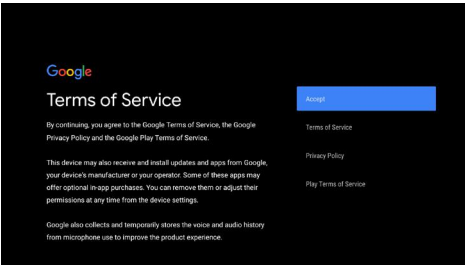 Google
Terms of Service
By continuing, you agree to the Google Terms of Service, the Google
Privacy Policy and the Google Play Terms of Service.
This device may also receive and install updates and apps from Google,
your device's manufacturer or your operator. Some of these apps may
offer optional in-app purchases. You can remove them or adjust their
permissions at any time from the device settings.
Google also collects and temporarily stores the voice and audio history
from microphone use to improve the product experience.
Accept
Terms of Service
Privacy Policy
Play Terms of Service